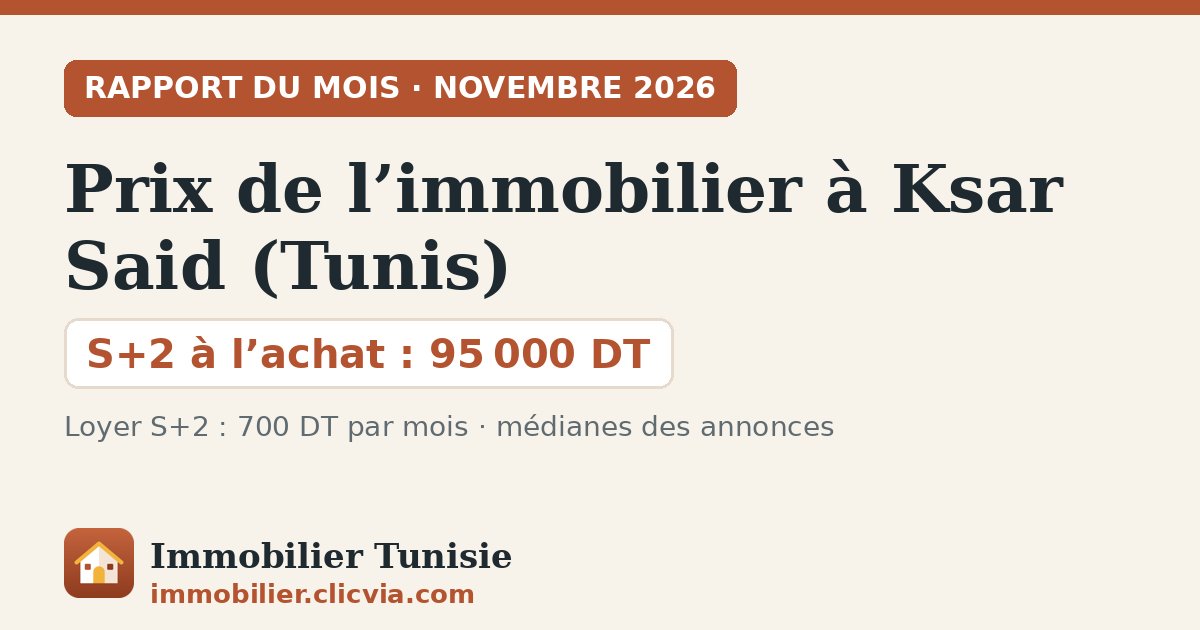 RAPPORT DU MOIS · NOVEMBRE 2026
Prix de l’immobilier à Ksar
Said (Tunis)
S+2 à l’achat : 95 000 DT
Loyer S+2 : 700 DT par mois · médianes des annonces
Immobilier Tunisie
immobilier.clicvia.com